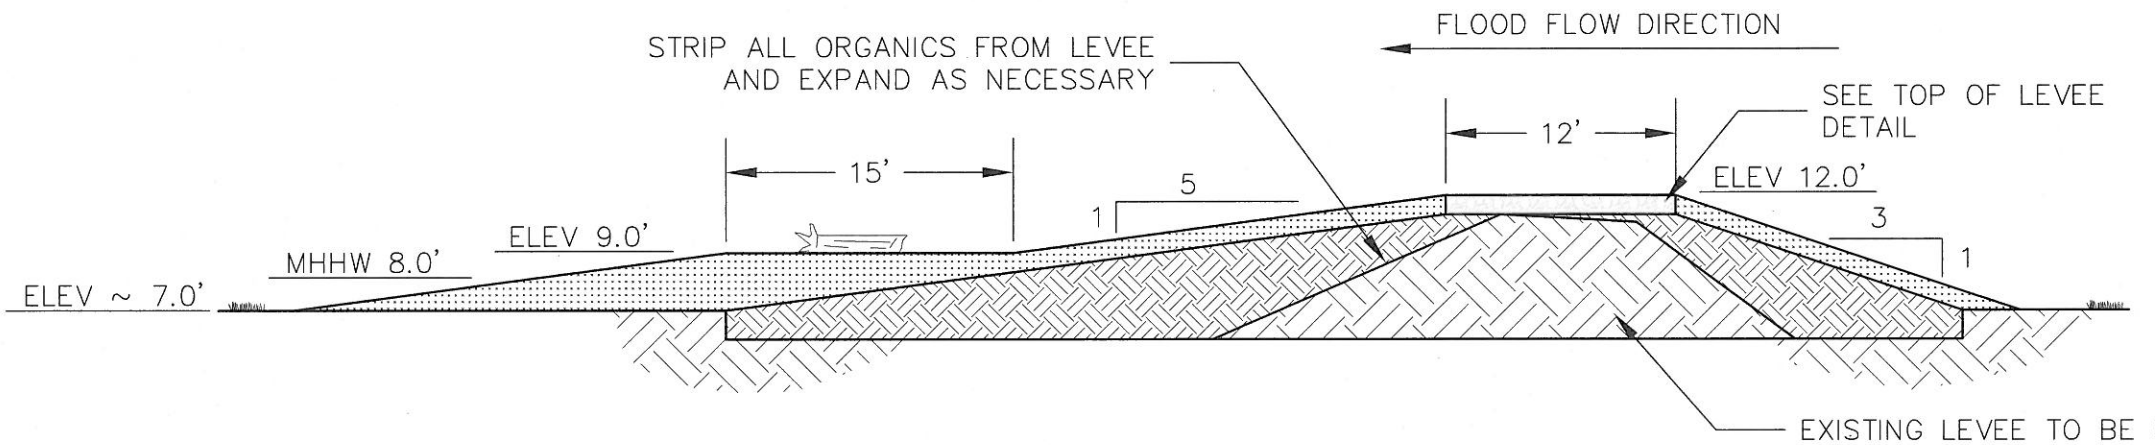 FLOOD FLOW DIRECTION
STRIP ALL ORGANICS FROM LEVEE
AND EXPAND AS NECESSARY
SEE TOP OF LEVEE
DETAIL
12'
15'
5
1
ELEV 12.0'
3
1
ELEV 9.0'
MHHW 8.0'
ELEV ~ 7.0'
EXISTING LEVEE TO BE